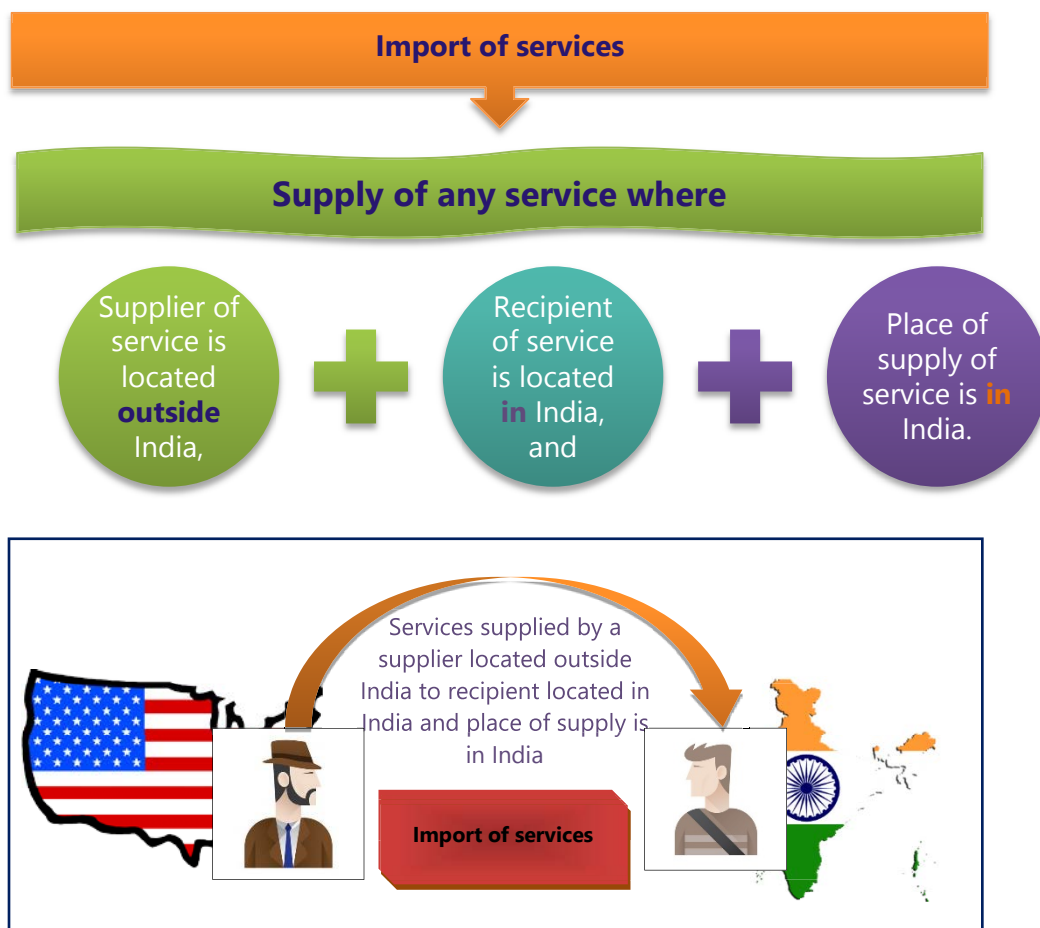 Import of services
Supply of any service where
Supplier of
service is
located
outside
India,
Recipient
of service
is located
in India,
and
Place of
supply of
service is in
India.
Services supplied by a
supplier located outside
India to recipient located in
India and place of supply is
in India
Import of services